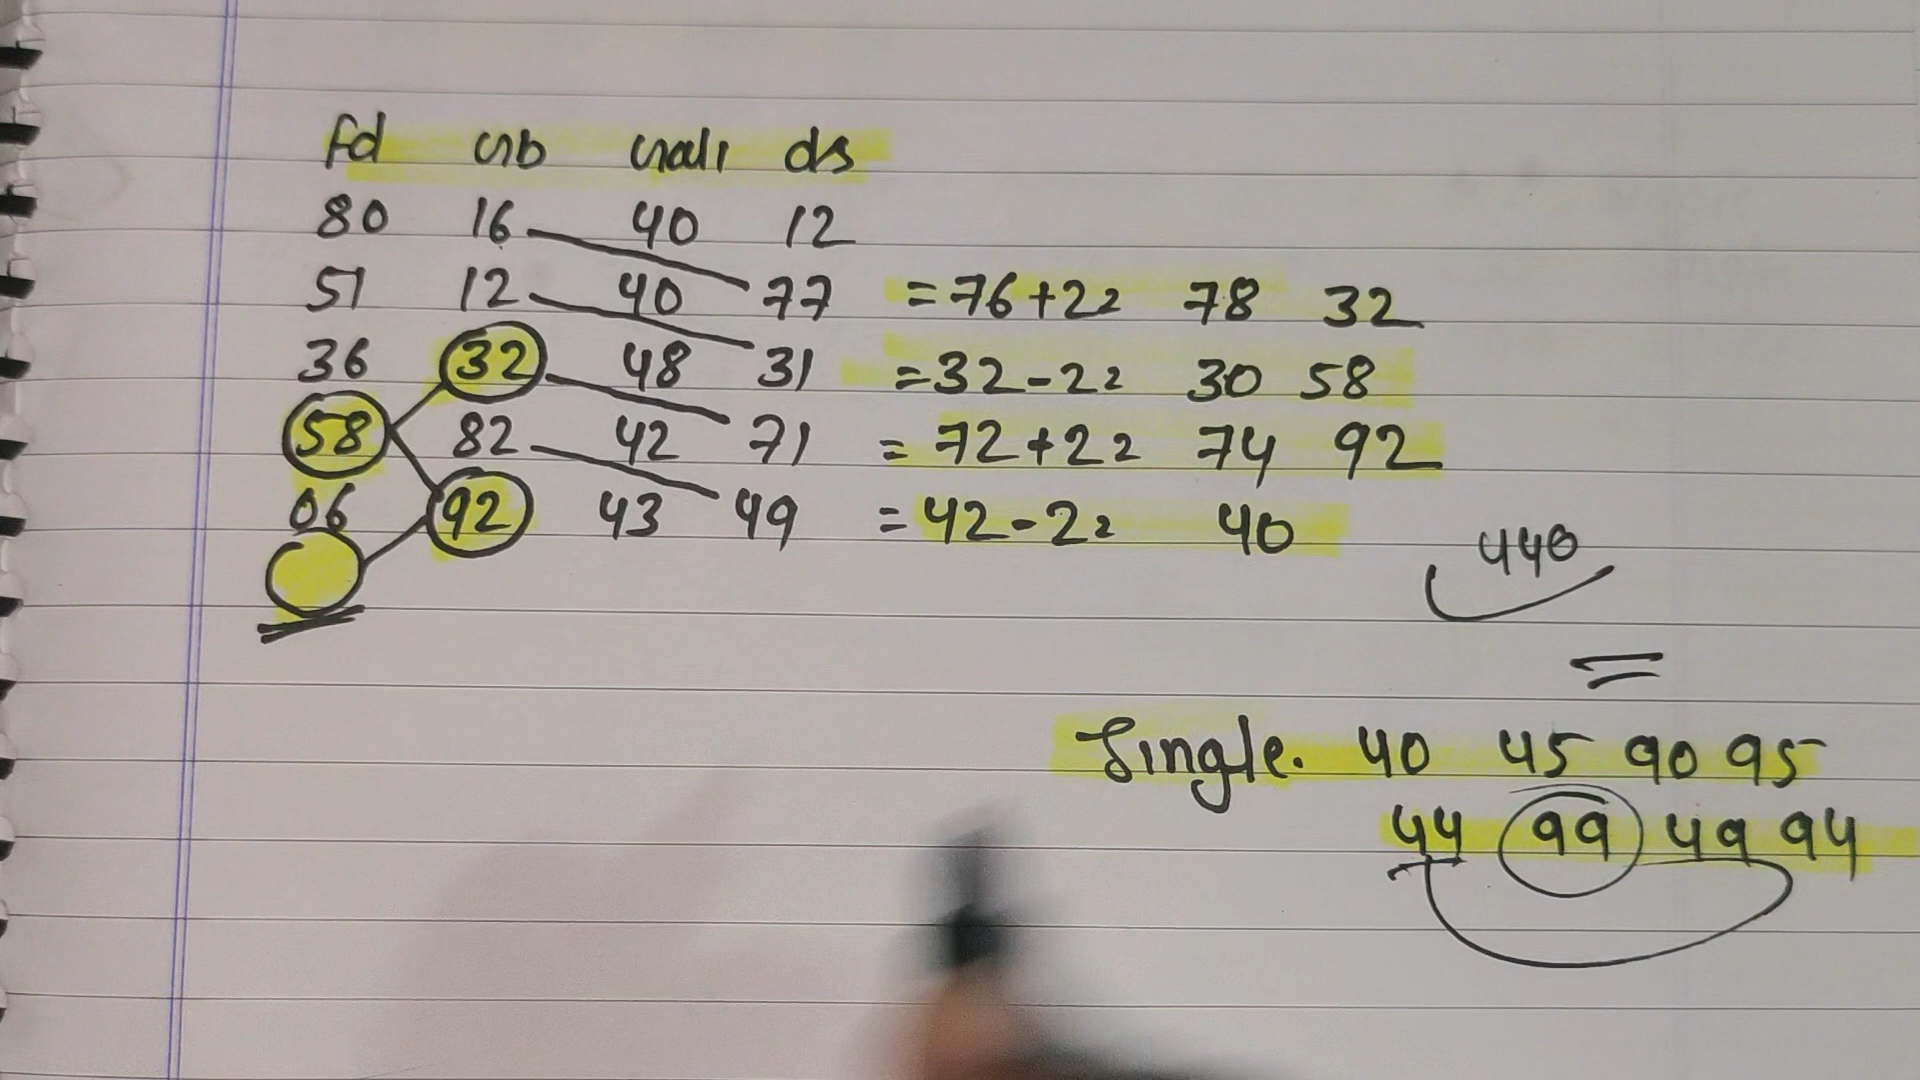 Fd GB Gali ds
80 16 40 12
51 12 40 77 =76+22 78 32
36 32 48 31 =32-22 30 58
58 82 42 71 =72+22 74 92
06 92 43 49 =42-22 40
440
=
Single. 40 45 90 95
44 99 49 94